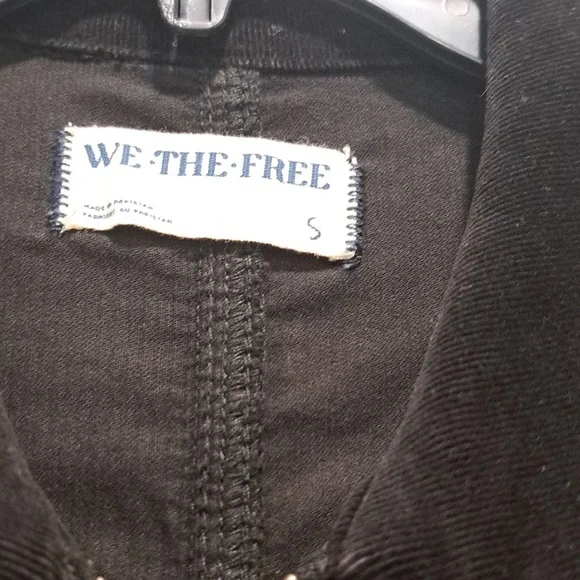 WE·THE·FREE
MADE IN PAKISTAN
FABRIQUÉ AU PAKISTAN
S